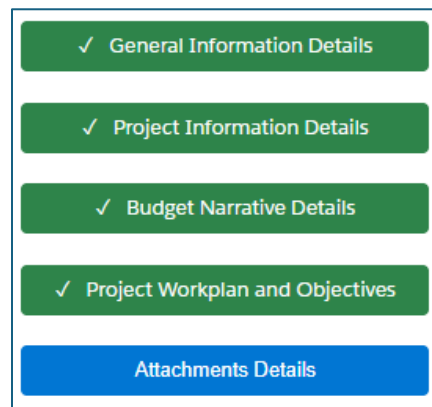 ✓ General Information Details
✓ Project Information Details
✓ Budget Narrative Details
✓ Project Workplan and Objectives
Attachments Details